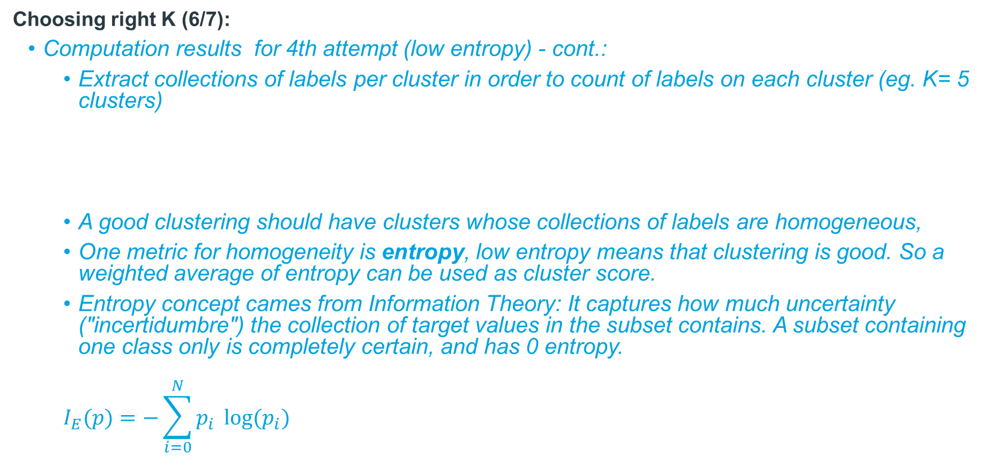 Choosing right K (6/7):
• Computation results  for 4th attempt (low entropy) - cont.:
• Extract collections of labels per cluster in order to count of labels on each cluster (eg. K= 5
clusters)
• A good clustering should have clusters whose collections of labels are homogeneous,
• One metric for homogeneity is entropy, low entropy means that clustering is good. So a
weighted average of entropy can be used as cluster score.
• Entropy concept cames from Information Theory: It captures how much uncertainty
("incertidumbre") the collection of target values in the subset contains. A subset containing
one class only is completely certain, and has 0 entropy.
I_E(p) = − ∑_{i=0}^{N} p_i log(p_i)